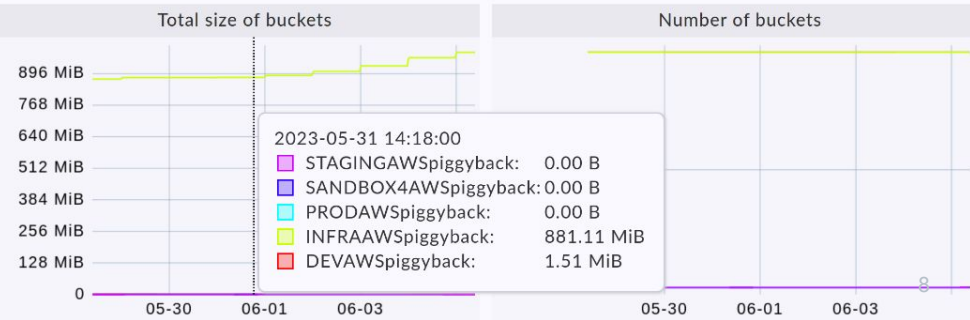 Total size of buckets
Number of buckets
896 MiB
768 MiB
640 MiB
512 MiB
384 MiB
256 MiB
128 MiB
0
2023-05-31 14:18:00
STAGINGAWSpiggyback: 0.00 B
SANDBOX4AWSpiggyback: 0.00 B
PRODAWSpiggyback: 0.00 B
INFRAAWSpiggyback: 881.11 MiB
DEVAWSpiggyback: 1.51 MiB
05-30 06-01 06-03
05-30 06-01 06-03